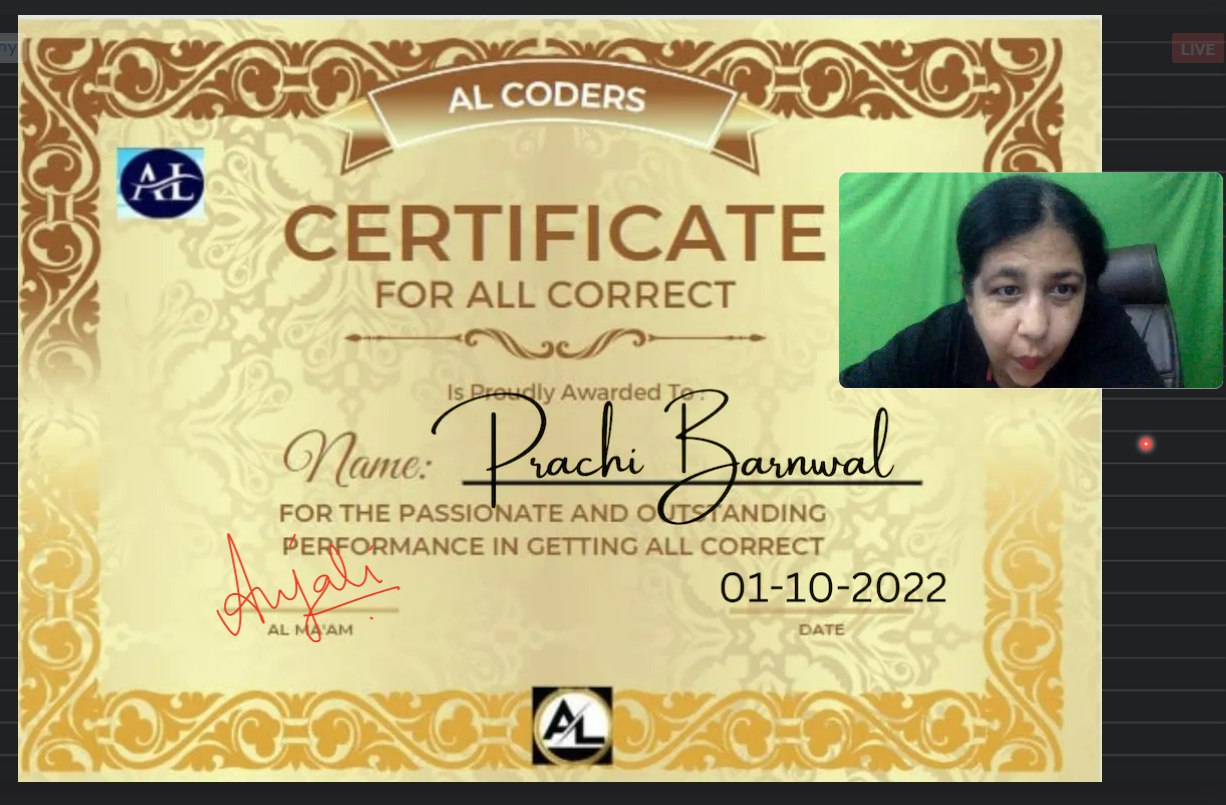 ny
LIVE
AL CODERS
AL
CERTIFICATE
FOR ALL CORRECT
Is Proudly Awarded To :
Name: Prachi Barnwal
FOR THE PASSIONATE AND OUTSTANDING
PERFORMANCE IN GETTING ALL CORRECT
Anjali
01-10-2022
AL MA'AM
DATE
AL